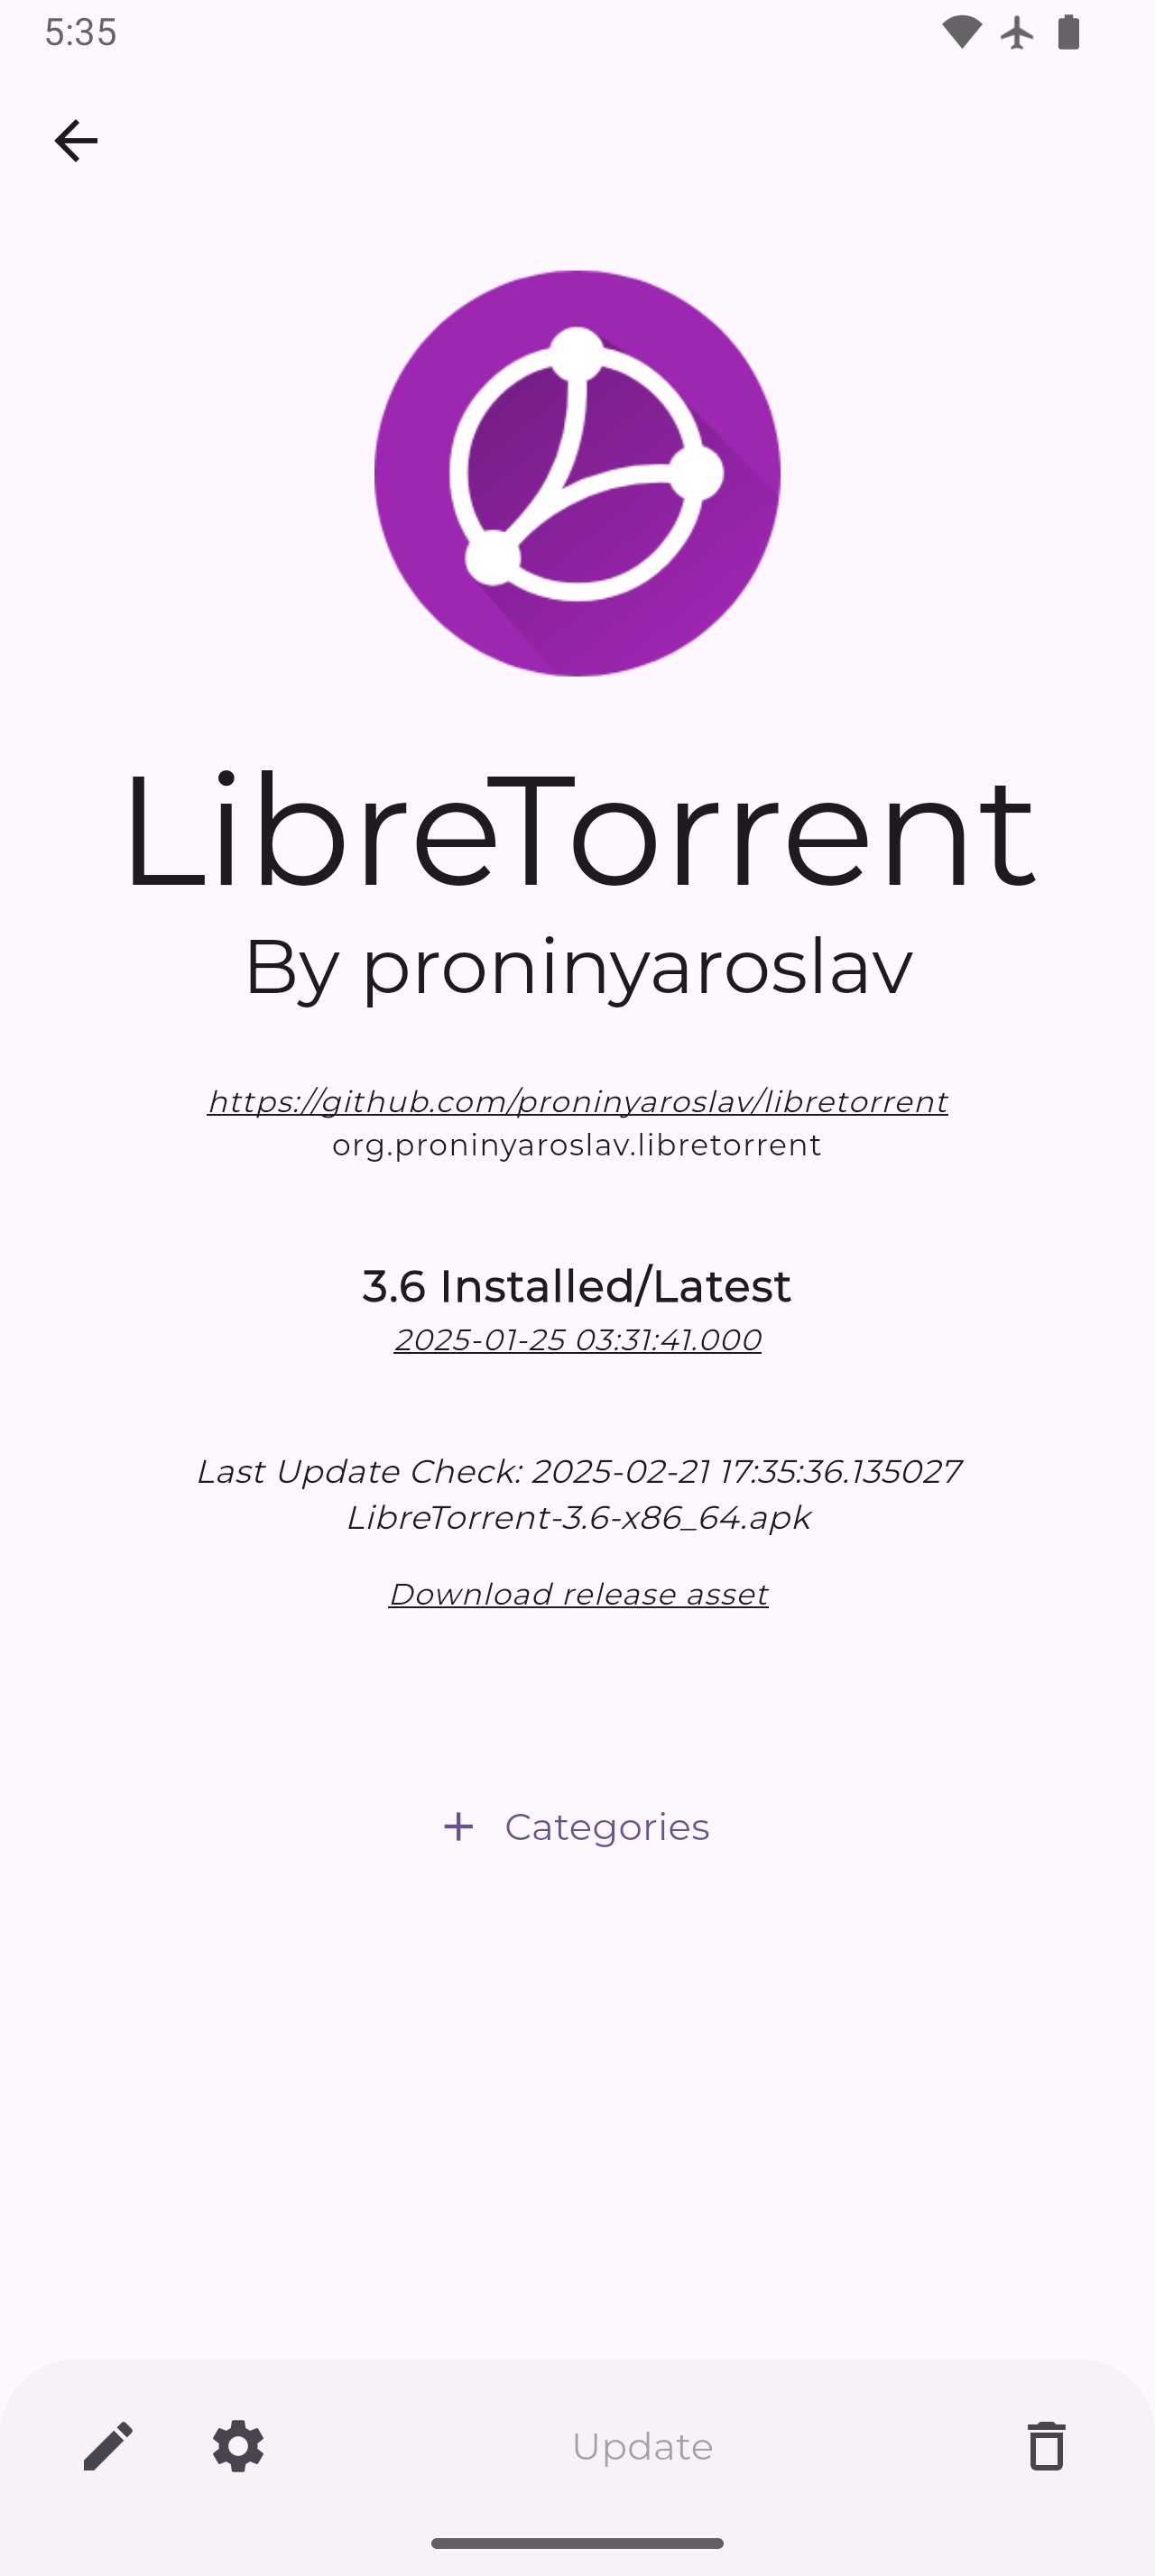 5:35
LibreTorrent
By proninyaroslav
https://github.com/proninyaroslav/libretorrent
org.proninyaroslav.libretorrent
3.6 Installed/Latest
2025-01-25 03:31:41.000
Last Update Check: 2025-02-21 17:35:36.135027
LibreTorrent-3.6-x86_64.apk
Download release asset
+ Categories
Update